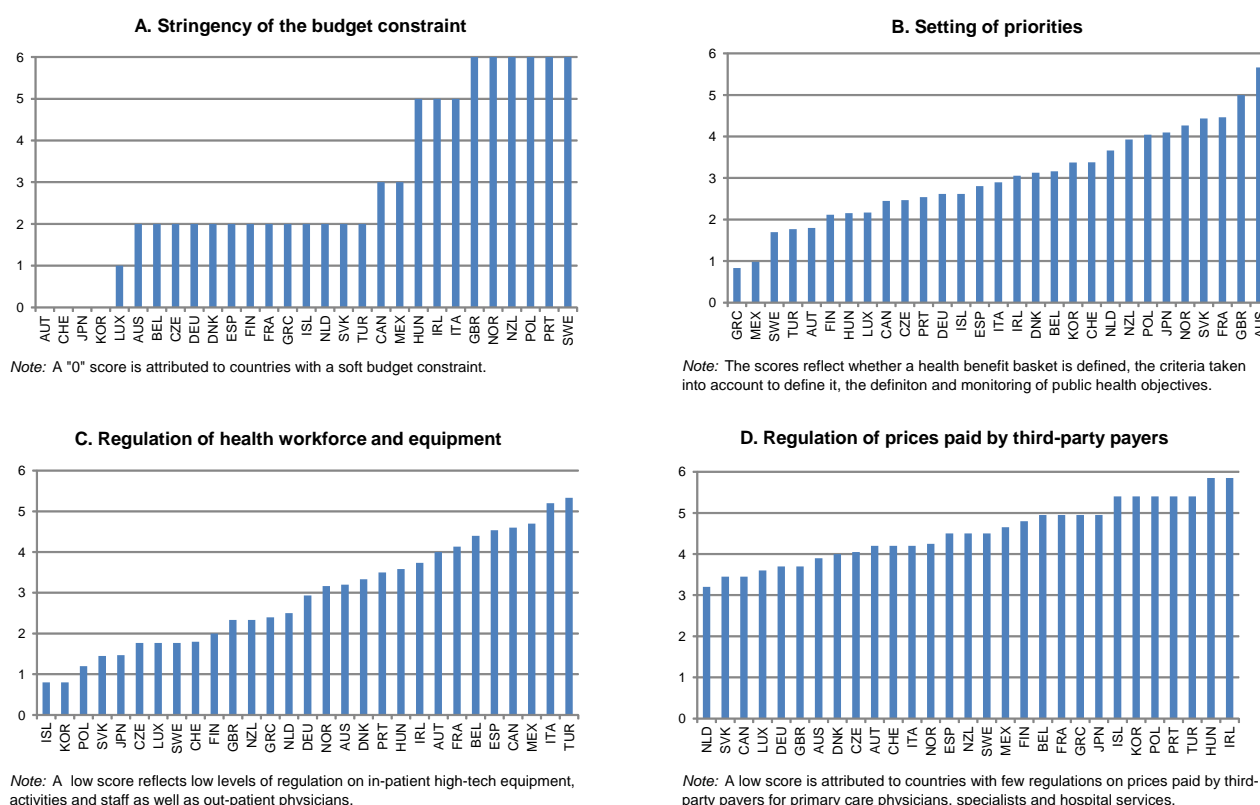 A. Stringency of the budget constraint
6
5
4
3
2
1
0
AUT CHE JPN KOR LUX AUS BEL CZE DEU DNK ESP FIN FRA GRC ISL NLD SVK TUR CAN MEX HUN IRL ITA GBR NOR NZL POL PRT SWE
Note: A "0" score is attributed to countries with a soft budget constraint.
B. Setting of priorities
6
5
4
3
2
1
0
GRC MEX SWE TUR AUT FIN HUN LUX CAN CZE PRT DEU ISL ESP ITA IRL DNK BEL KOR CHE NLD NZL POL JPN NOR SVK FRA GBR AUS
Note: The scores reflect whether a health benefit basket is defined, the criteria taken
into account to define it, the definiton and monitoring of public health objectives.
C. Regulation of health workforce and equipment
6
5
4
3
2
1
0
ISL KOR POL SVK JPN CZE LUX SWE CHE FIN GBR NZL GRC NLD DEU NOR AUS DNK PRT HUN IRL AUT FRA BEL ESP CAN MEX ITA TUR
Note: A low score reflects low levels of regulation on in-patient high-tech equipment,
activities and staff as well as out-patient physicians.
D. Regulation of prices paid by third-party payers
6
5
4
3
2
1
0
NLD SVK CAN LUX DEU GBR AUS DNK CZE AUT CHE ITA NOR ESP NZL SWE MEX FIN BEL FRA GRC JPN ISL KOR POL PRT TUR HUN IRL
Note: A low score is attributed to countries with few regulations on prices paid by third-
party payers for primary care physicians, specialists and hospital services.